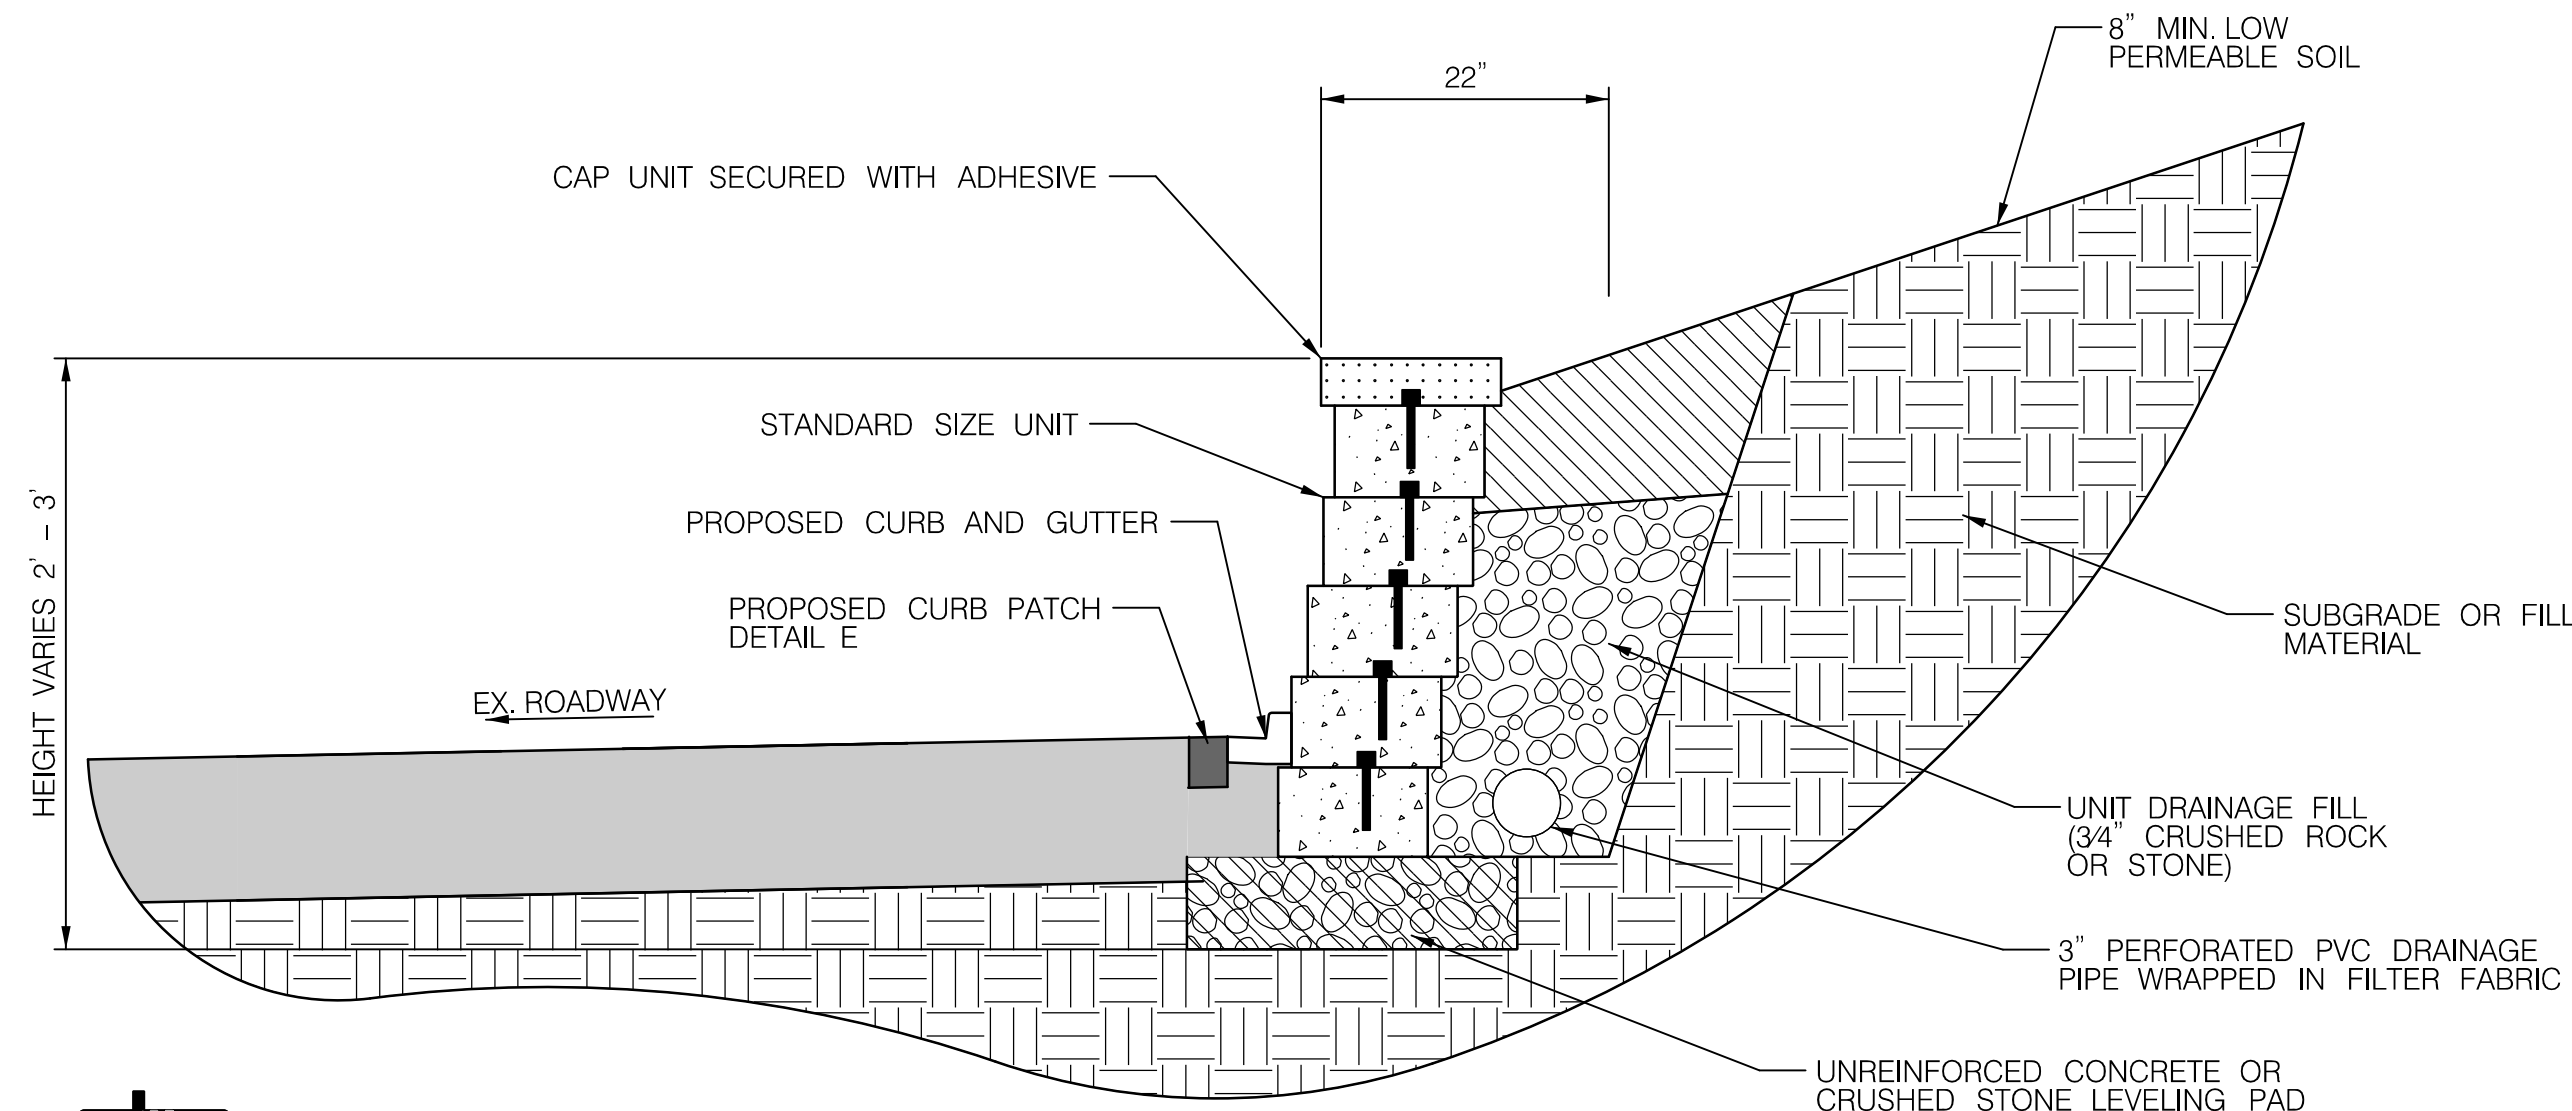 8" MIN. LOW
PERMEABLE SOIL
22"
CAP UNIT SECURED WITH ADHESIVE
STANDARD SIZE UNIT
PROPOSED CURB AND GUTTER
PROPOSED CURB PATCH
DETAIL E
EX. ROADWAY
HEIGHT VARIES 2' - 3'
SUBGRADE OR FILL
MATERIAL
UNIT DRAINAGE FILL
(3/4" CRUSHED ROCK
OR STONE)
3" PERFORATED PVC DRAINAGE
PIPE WRAPPED IN FILTER FABRIC
UNREINFORCED CONCRETE OR
CRUSHED STONE LEVELING PAD